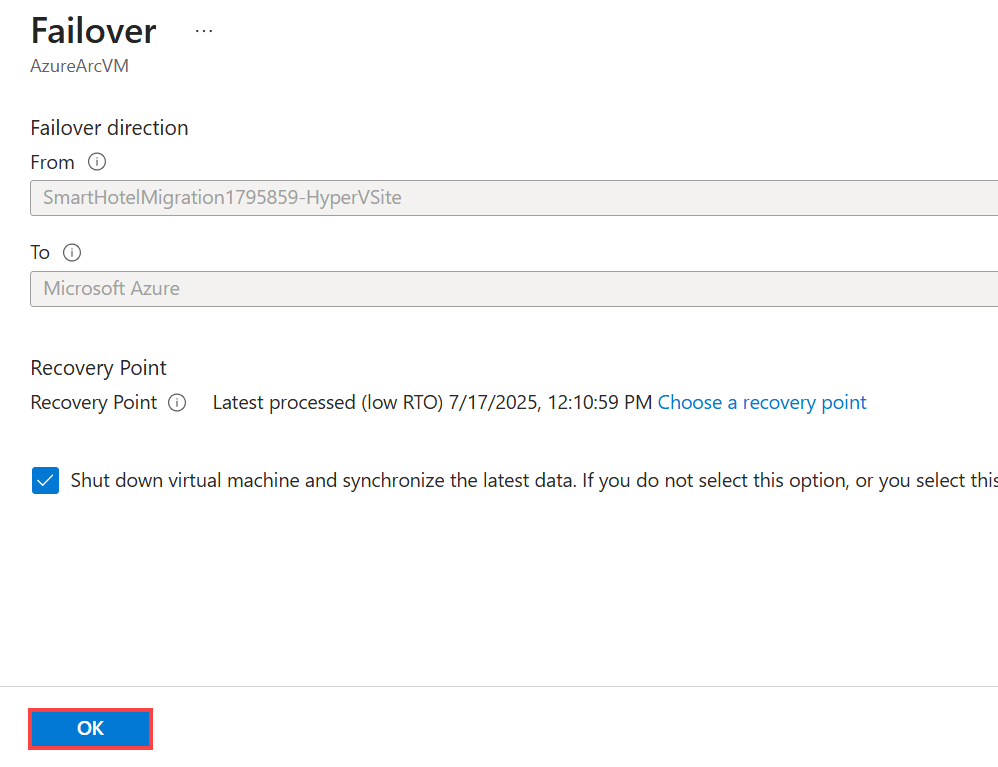 Failover ...
AzureArcVM
Failover direction
From
SmartHotelMigration1795859-HyperVSite
To
Microsoft Azure
Recovery Point
Recovery Point Latest processed (low RTO) 7/17/2025, 12:10:59 PM Choose a recovery point
Shut down virtual machine and synchronize the latest data. If you do not select this option, or you select this
OK